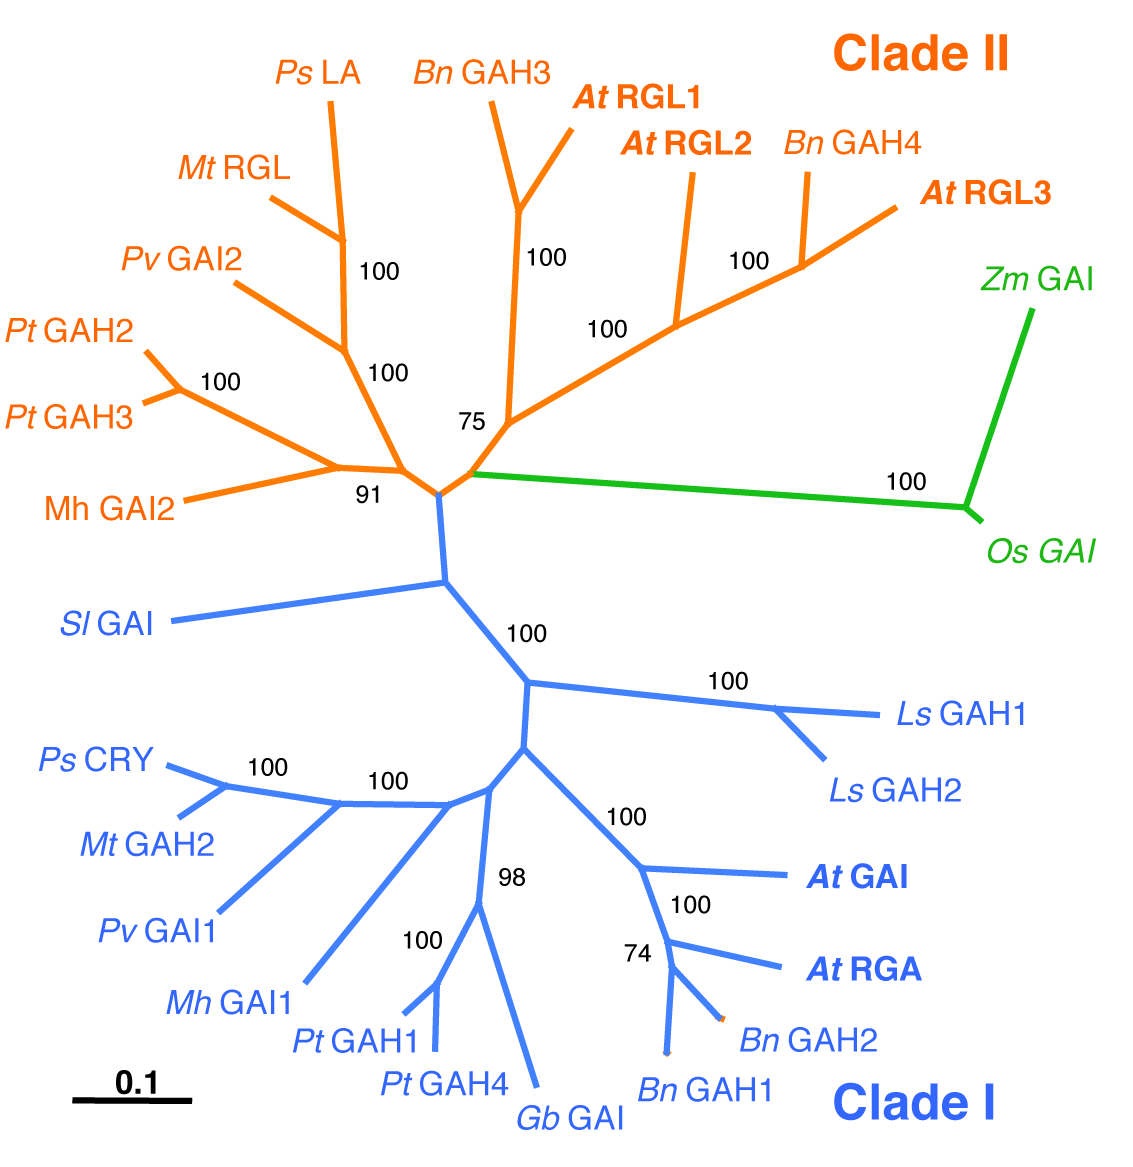 Clade II
Ps LA
Bn GAH3
At RGL1
At RGL2
Bn GAH4
Mt RGL
At RGL3
Pv GAI2
100
100
100
Zm GAI
Pt GAH2
100
100
100
Pt GAH3
75
91
100
Mh GAI2
Os GAI
Sl GAI
100
100
Ls GAH1
Ps CRY
100
100
Ls GAH2
Mt GAH2
100
98
At GAI
Pv GAI1
100
100
74
At RGA
Mh GAI1
Pt GAH1
Bn GAH2
Pt GAH4
0.1
Bn GAH1
Gb GAI
Clade I